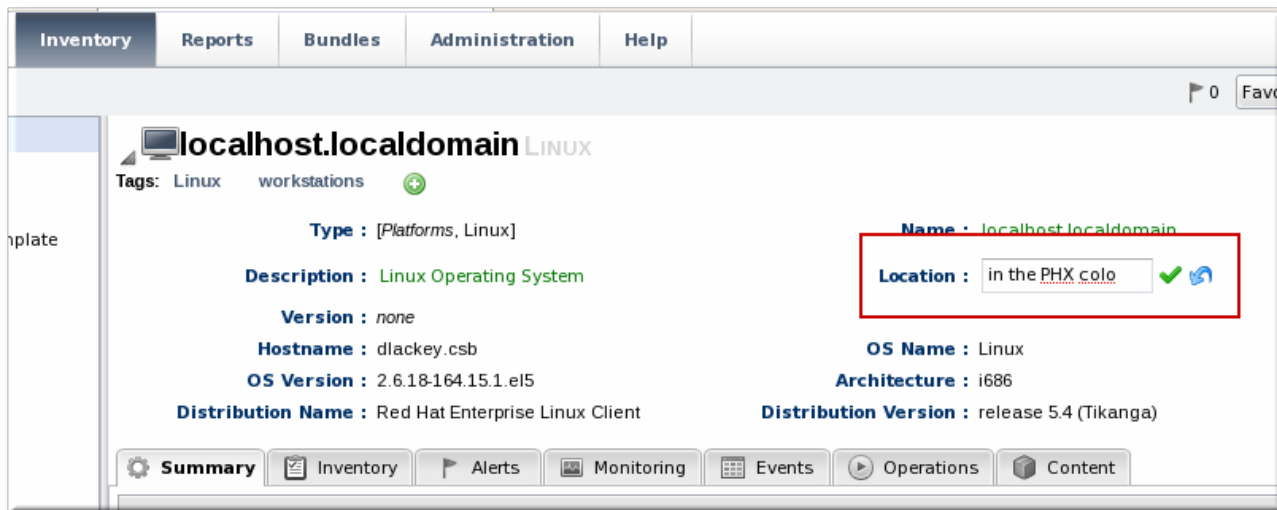 Inventory Reports Bundles Administration Help
0 Favo
localhost.localdomain LINUX
Tags: Linux workstations
nplate
Type : [Platforms, Linux] Name : localhost.localdomain
Description : Linux Operating System Location : in the PHX colo
Version : none
Hostname : dlackey.csb OS Name : Linux
OS Version : 2.6.18-164.15.1.el5 Architecture : i686
Distribution Name : Red Hat Enterprise Linux Client Distribution Version : release 5.4 (Tikanga)
Summary Inventory Alerts Monitoring Events Operations Content